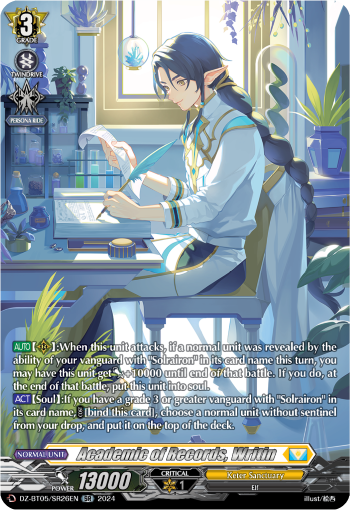 3
GRADE
TWINDRIVE
PERSONA RIDE
AUTO【 】:When this unit attacks, if a normal unit was revealed by the
ability of your vanguard with "Solrairon" in its card name this turn, you
may have this unit get +10000 until end of that battle. If you do, at
the end of that battle, put this unit into soul.
ACT【Soul】:If you have a grade 3 or greater vanguard with "Solrairon" in
its card name, [bind this card], choose a normal unit without sentinel
from your drop, and put it on the top of the deck.
NORMAL UNIT
Academic of Records, Writin
POWER 13000
CRITICAL
1
Keter Sanctuary
Elf
DZ-BT05/SR26EN SR 2024
illust/松西